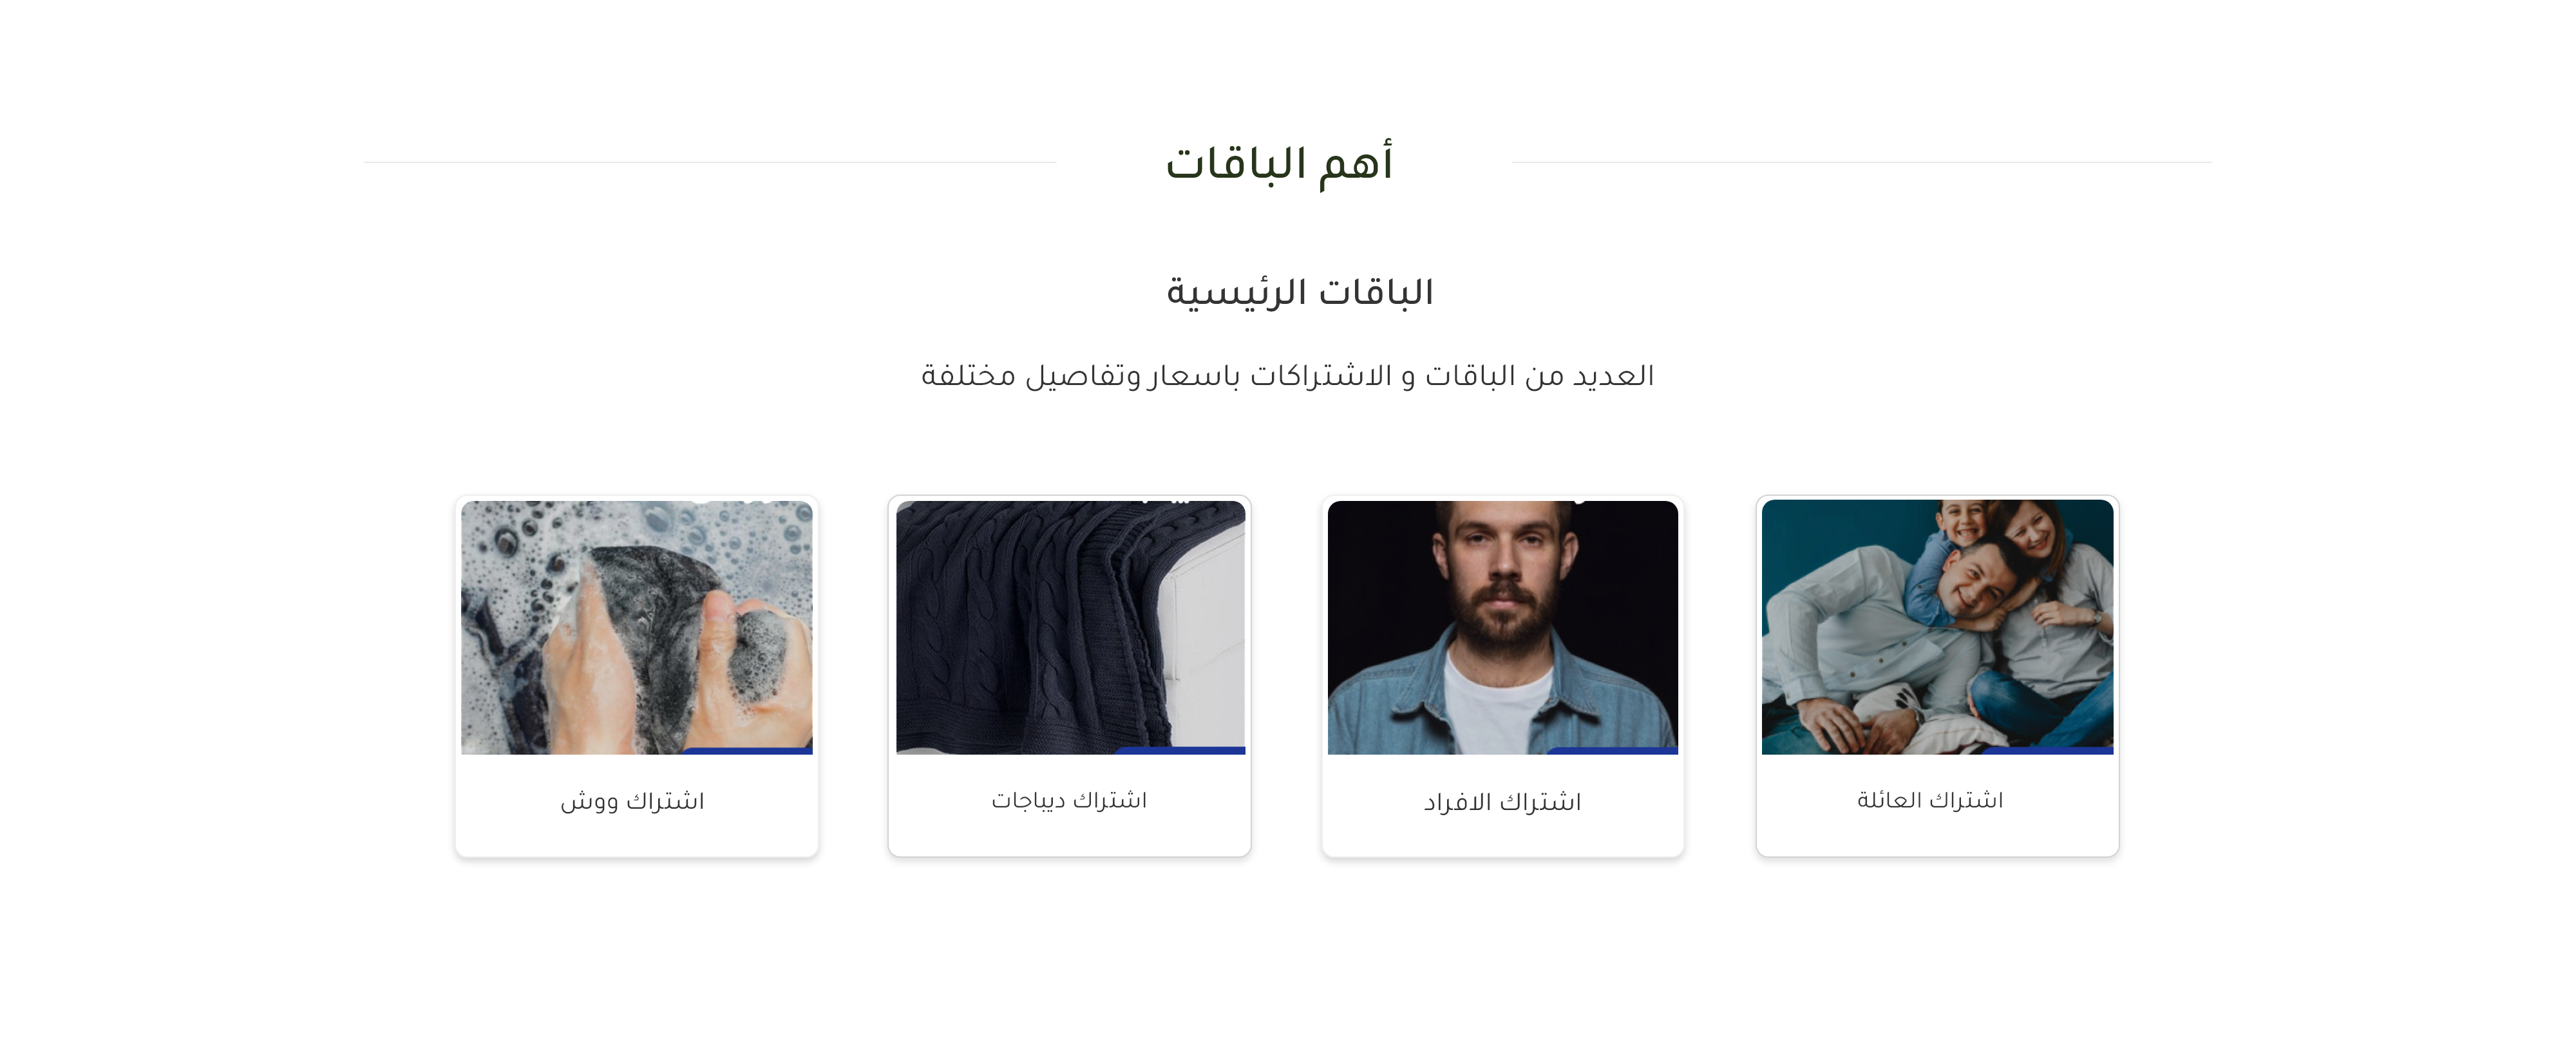 أهم الباقات
الباقات الرئيسية
العديد من الباقات و الاشتراكات باسعار وتفاصيل مختلفة
اشتراك العائلة
اشتراك الافراد
اشتراك ديباجات
اشتراك ووش